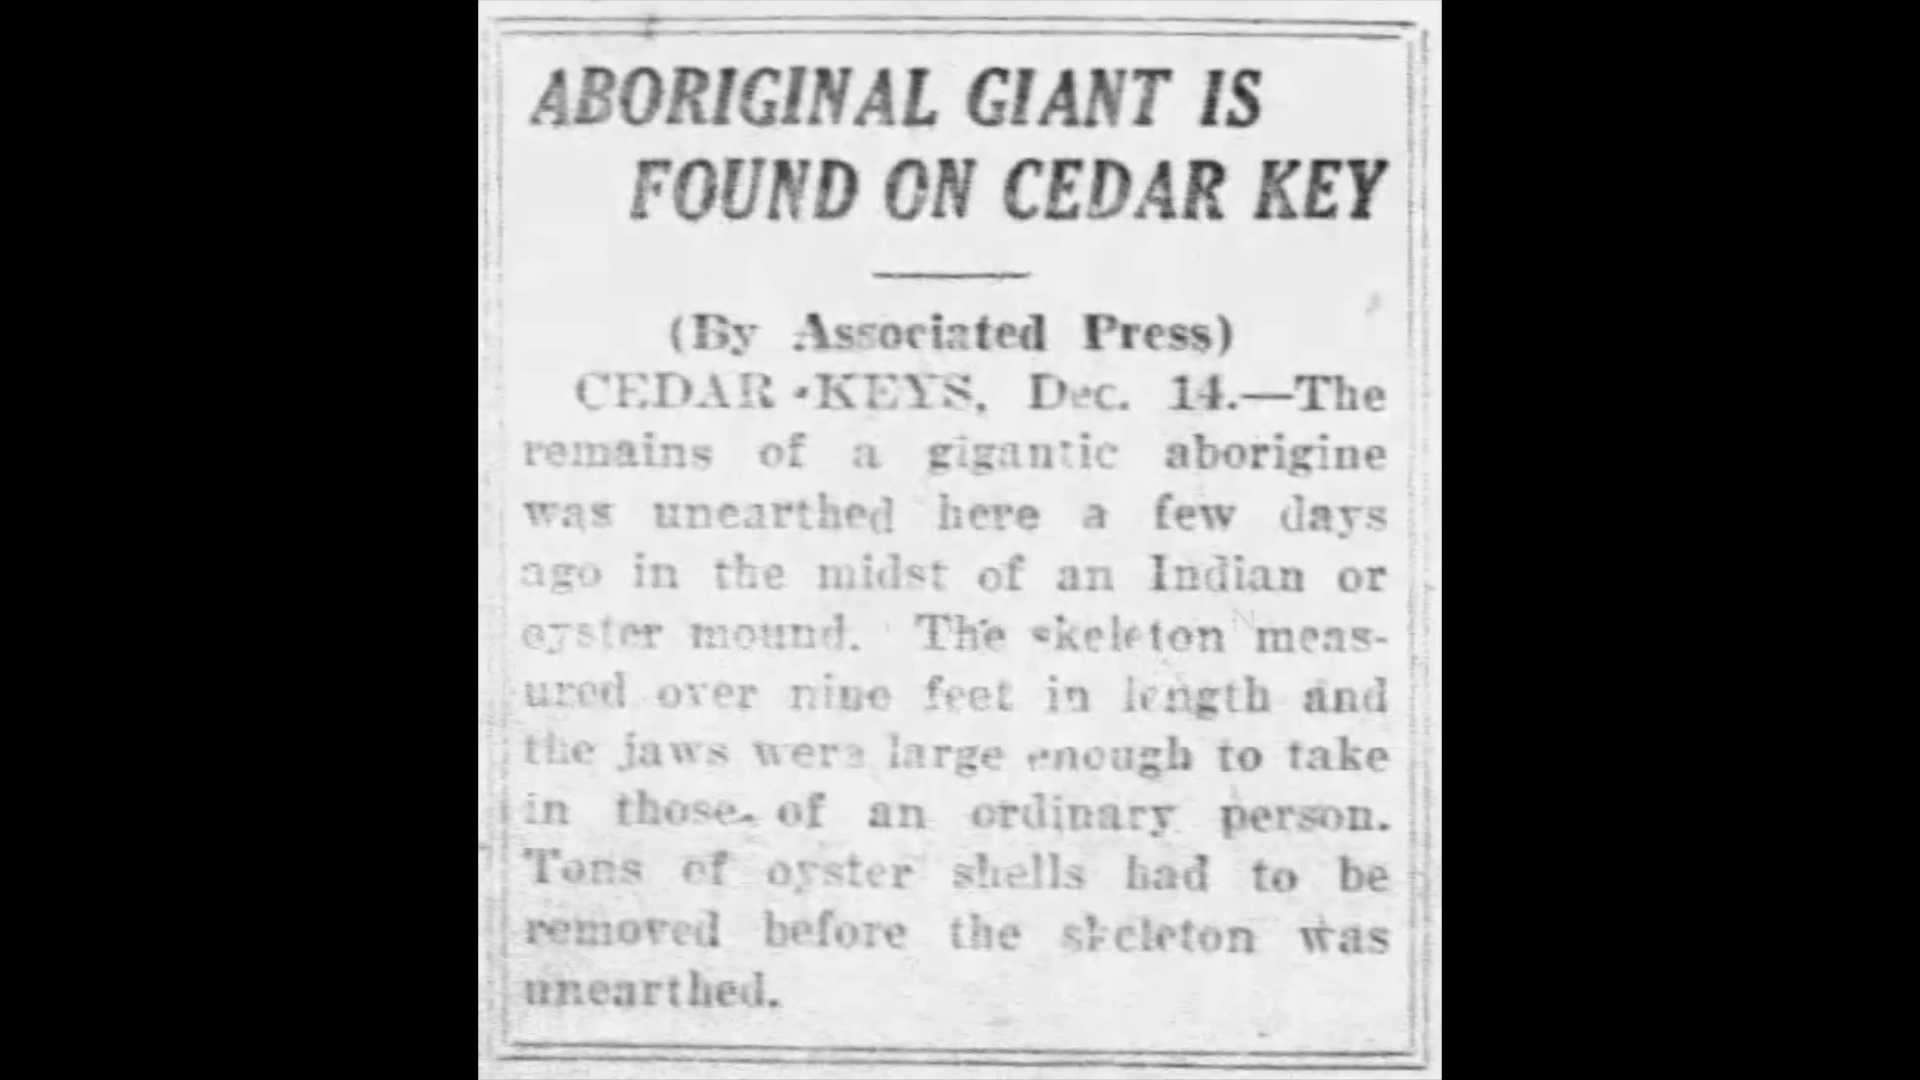 ABORIGINAL GIANT IS
FOUND ON CEDAR KEY
(By Associated Press)
CEDAR KEYS, Dec. 14.—The
remains of a gigantic aborigine
was unearthed here a few days
ago in the midst of an Indian or
oyster mound. The skeleton meas-
ured over nine feet in length and
the jaws were large enough to take
in those of an ordinary person.
Tons of oyster shells had to be
removed before the skeleton was
unearthed.